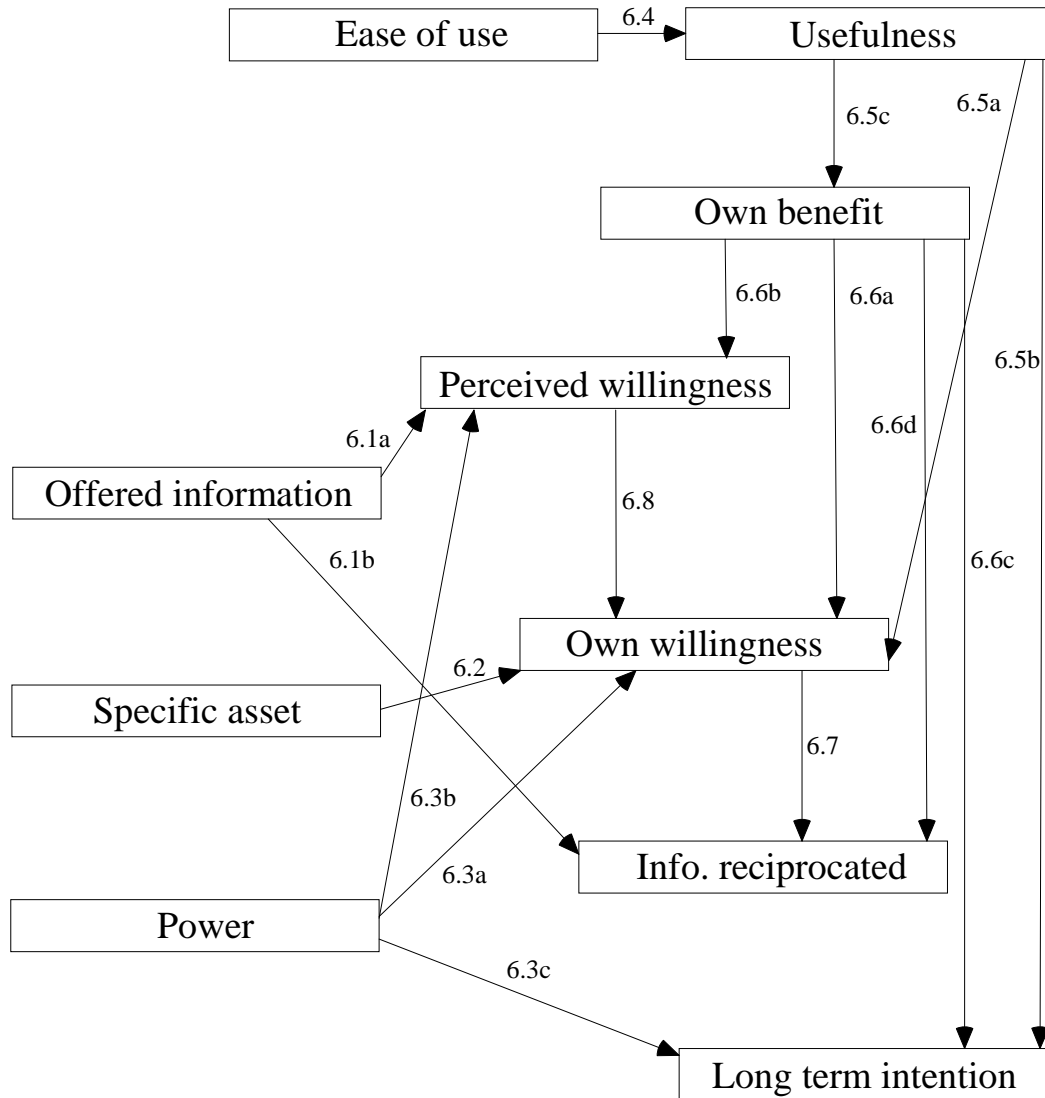 Ease of use
6.4
Usefulness
6.5c
6.5a
Own benefit
6.6b
6.6a
6.5b
Perceived willingness
6.6d
6.1a
Offered information
6.8
6.1b
6.6c
Own willingness
6.2
Specific asset
6.7
6.3b
6.3a
Info. reciprocated
Power
6.3c
Long term intention